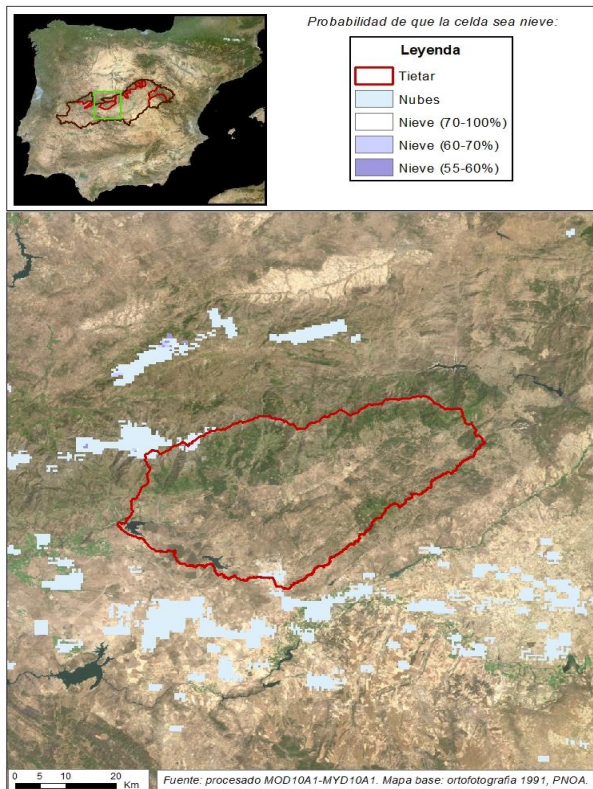 Probabilidad de que la celda sea nieve:
Leyenda
Tietar
Nubes
Nieve (70-100%)
Nieve (60-70%)
Nieve (55-60%)
0 5 10 20
Km
Fuente: procesado MOD10A1-MYD10A1. Mapa base: ortofotografia 1991, PNOA.